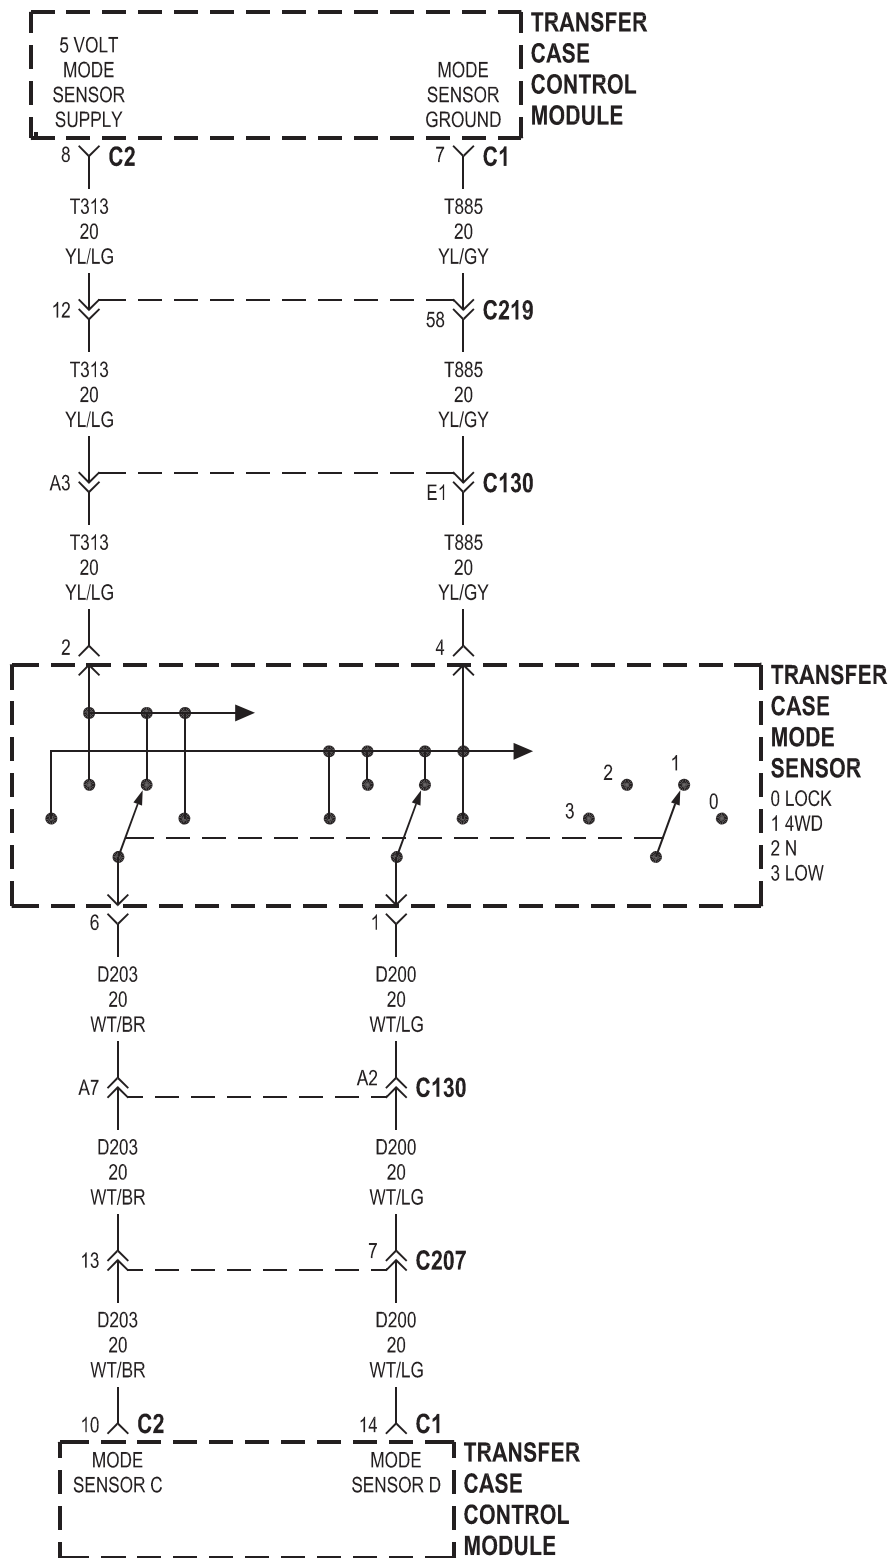 TRANSFER
CASE
CONTROL
MODULE
5 VOLT
MODE
SENSOR
SUPPLY
MODE
SENSOR
GROUND
8 C2
7 C1
T313
20
YL/LG
T885
20
YL/GY
12
58
C219
T313
20
YL/LG
T885
20
YL/GY
A3
E1
C130
T313
20
YL/LG
T885
20
YL/GY
2
4
TRANSFER
CASE
MODE
SENSOR
0 LOCK
1 4WD
2 N
3 LOW
3
2
1
0
6
1
D203
20
WT/BR
D200
20
WT/LG
A7
A2
C130
D203
20
WT/BR
D200
20
WT/LG
13
7
C207
D203
20
WT/BR
D200
20
WT/LG
10 C2
14 C1
MODE
SENSOR C
MODE
SENSOR D
TRANSFER
CASE
CONTROL
MODULE